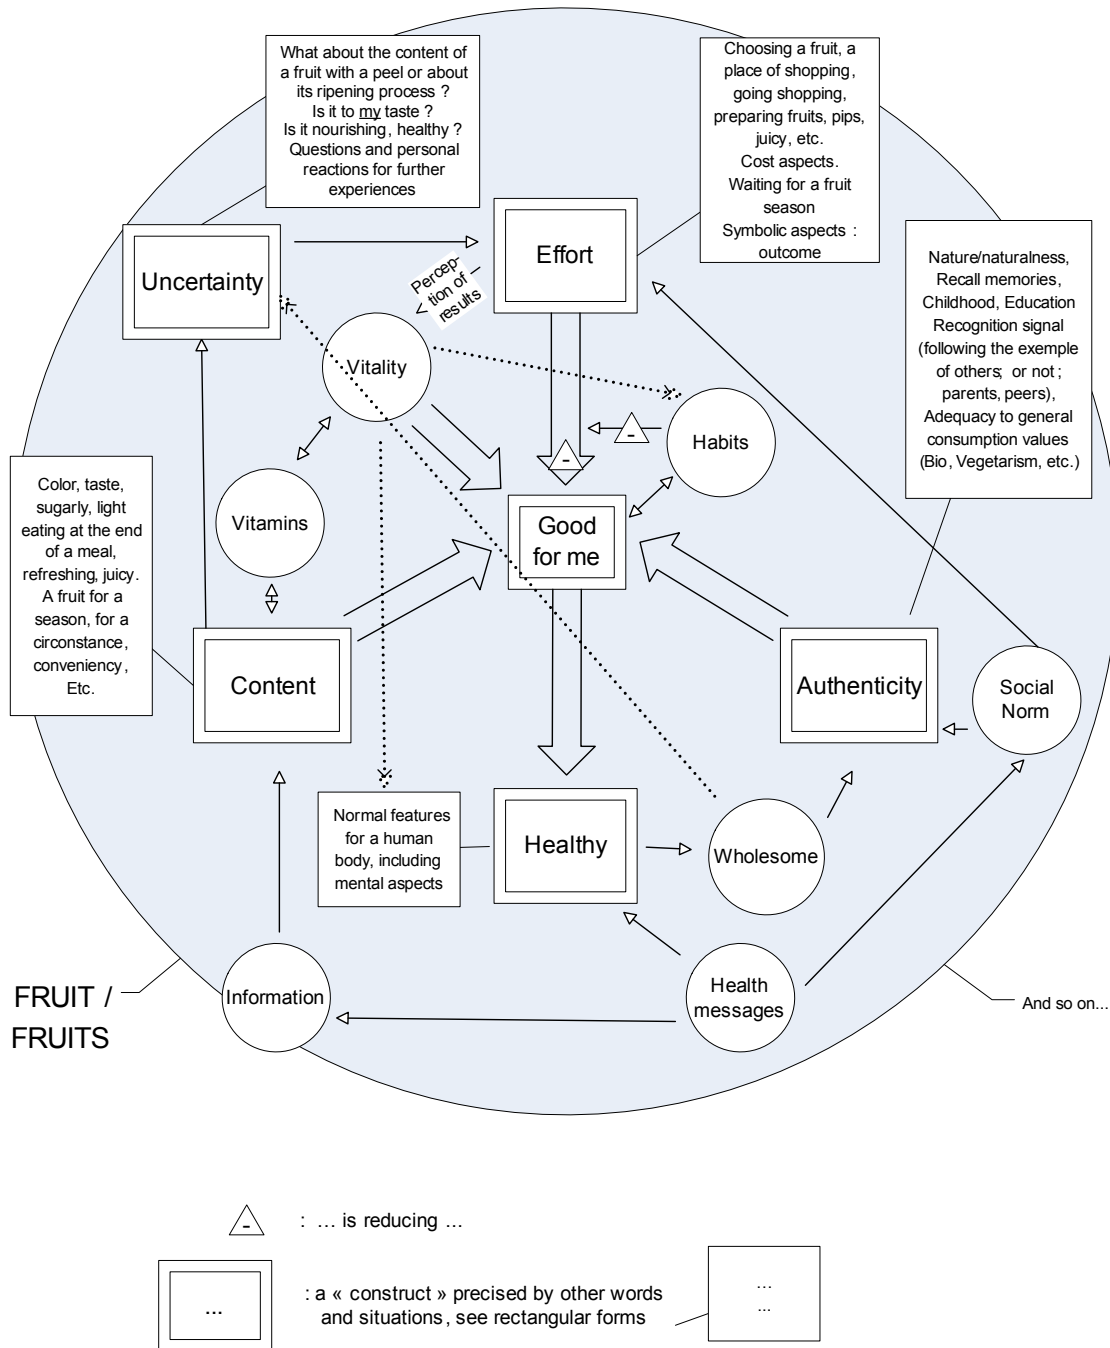 What about the content of
a fruit with a peel or about
its ripening process ?
Is it to my taste ?
Is it nourishing, healthy ?
Questions and personal
reactions for further
experiences
Choosing a fruit, a
place of shopping,
going shopping,
preparing fruits, pips,
juicy, etc.
Cost aspects.
Waiting for a fruit
season
Symbolic aspects :
outcome
Uncertainty
Effort
Nature/naturalness,
Recall memories,
Childhood, Education
Recognition signal
(following the exemple
of others; or not ;
parents, peers),
Adequacy to general
consumption values
(Bio, Vegetarism, etc.)
Percep-
tion of
results
Vitality
Habits
-
-
Color, taste,
sugarly, light
eating at the end
of a meal,
refreshing, juicy.
A fruit for a
season, for a
circonstance,
conveniency,
Etc.
Vitamins
Good
for me
Content
Authenticity
Social
Norm
Normal features
for a human
body, including
mental aspects
Healthy
Wholesome
Information
Health
messages
FRUIT /
FRUITS
And so on...
-
: ... is reducing ...
...
: a « construct » precised by other words
and situations, see rectangular forms
...
...